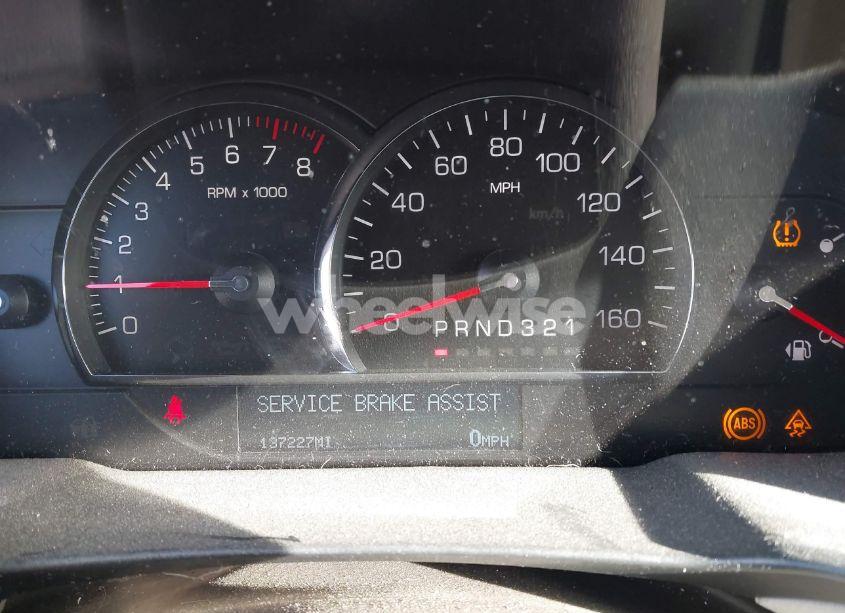 0 1 2 3 4 5 6 7 8
RPM x 1000
0 20 40 60 80 100 120 140 160
MPH
km/h
wheelwise
PRND321
SERVICE BRAKE ASSIST
137227MI 0MPH
ABS